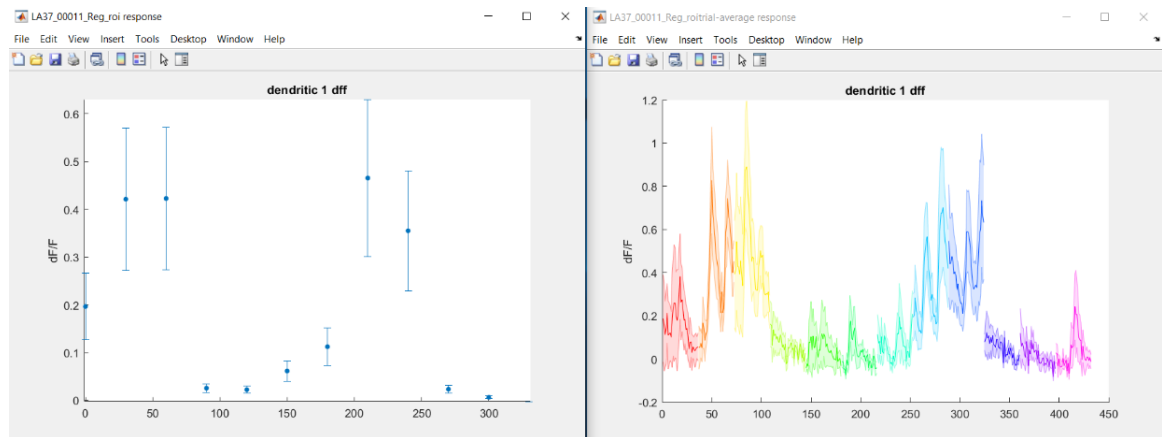 LA37_00011_Reg_roi response
File Edit View Insert Tools Desktop Window Help
dendritic 1 dff
0.6
0.5
0.4
0.3
0.2
0.1
0
dF/F
0 50 100 150 200 250 300
LA37_00011_Reg_roitrial-average response
File Edit View Insert Tools Desktop Window Help
dendritic 1 dff
1.2
1
0.8
0.6
0.4
0.2
0
-0.2
dF/F
0 50 100 150 200 250 300 350 400 450